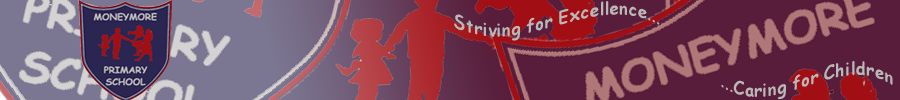 PRIMARY
SCHOOL
MONEYMORE
PRIMARY
SCHOOL
Striving for Excellence...
MONEYMORE
...Caring for Children